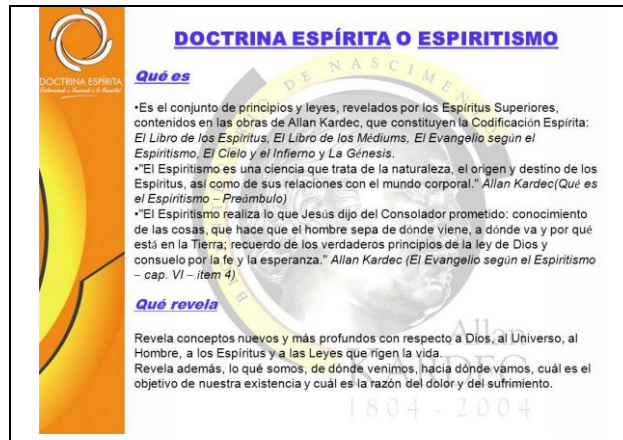 DOCTRINA ESPÍRITA O ESPIRITISMO
DOCTRINA ESPÍRITA
Qué es
•Es el conjunto de principios y leyes, revelados por los Espíritus Superiores,
contenidos en las obras de Allan Kardec, que constituyen la Codificación Espírita:
El Libro de los Espíritus, El Libro de los Médiums, El Evangelio según el
Espiritismo, El Cielo y el Infierno y La Génesis.
•"El Espiritismo es una ciencia que trata de la naturaleza, el origen y destino de los
Espíritus, así como de sus relaciones con el mundo corporal." Allan Kardec(Qué es
el Espiritismo – Preámbulo)
•"El Espiritismo realiza lo que Jesús dijo del Consolador prometido: conocimiento
de las cosas, que hace que el hombre sepa de dónde viene, a dónde va y por qué
está en la Tierra; recuerdo de los verdaderos principios de la ley de Dios y
consuelo por la fe y la esperanza." Allan Kardec (El Evangelio según el Espiritismo
– cap. VI – ítem 4)
Qué revela
Revela conceptos nuevos y más profundos con respecto a Dios, al Universo, al
Hombre, a los Espíritus y a las Leyes que rigen la vida.
Revela además, lo qué somos, de dónde venimos, hacia dónde vamos, cuál es el
objetivo de nuestra existencia y cuál es la razón del dolor y del sufrimiento.
DE NASCIM
Allan
KARDEC
1804 - 2004